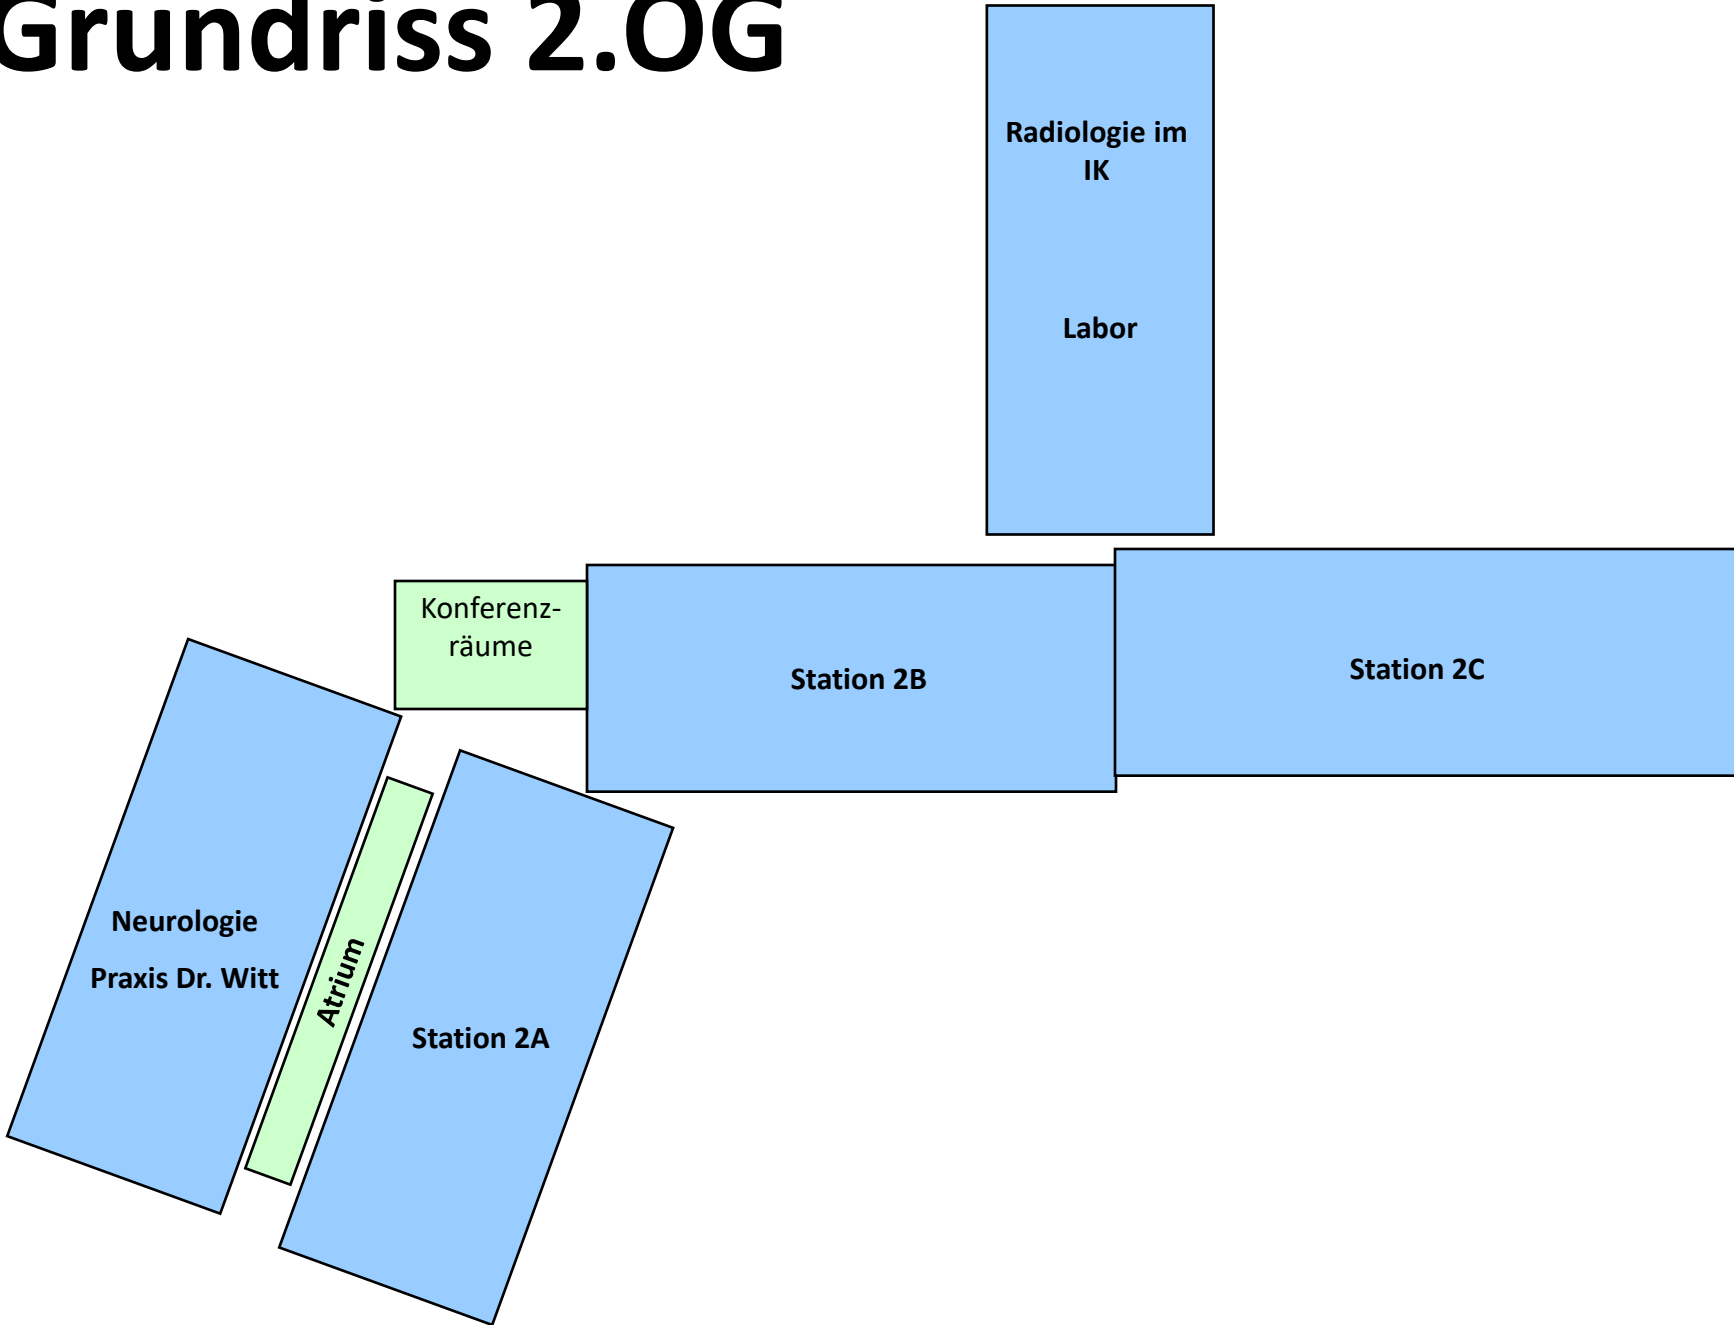 Grundriss 2.OG
Radiologie im
IK
Labor
Konferenz-
räume
Station 2B
Station 2C
Neurologie
Praxis Dr. Witt
Atrium
Station 2A